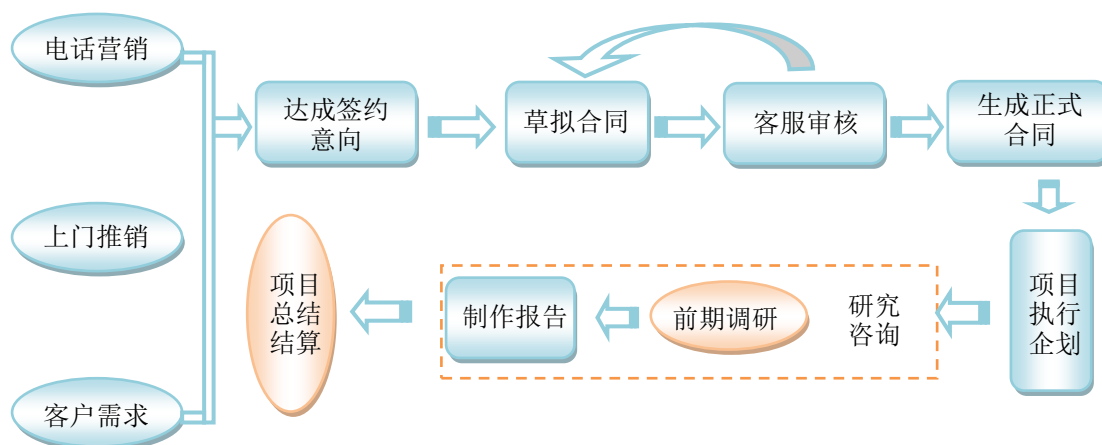 电话营销
达成签约
意向
草拟合同
客服审核
生成正式
合同
上门推销
项目
总结
结算
制作报告
前期调研
研究
咨询
项目
执行
企划
客户需求